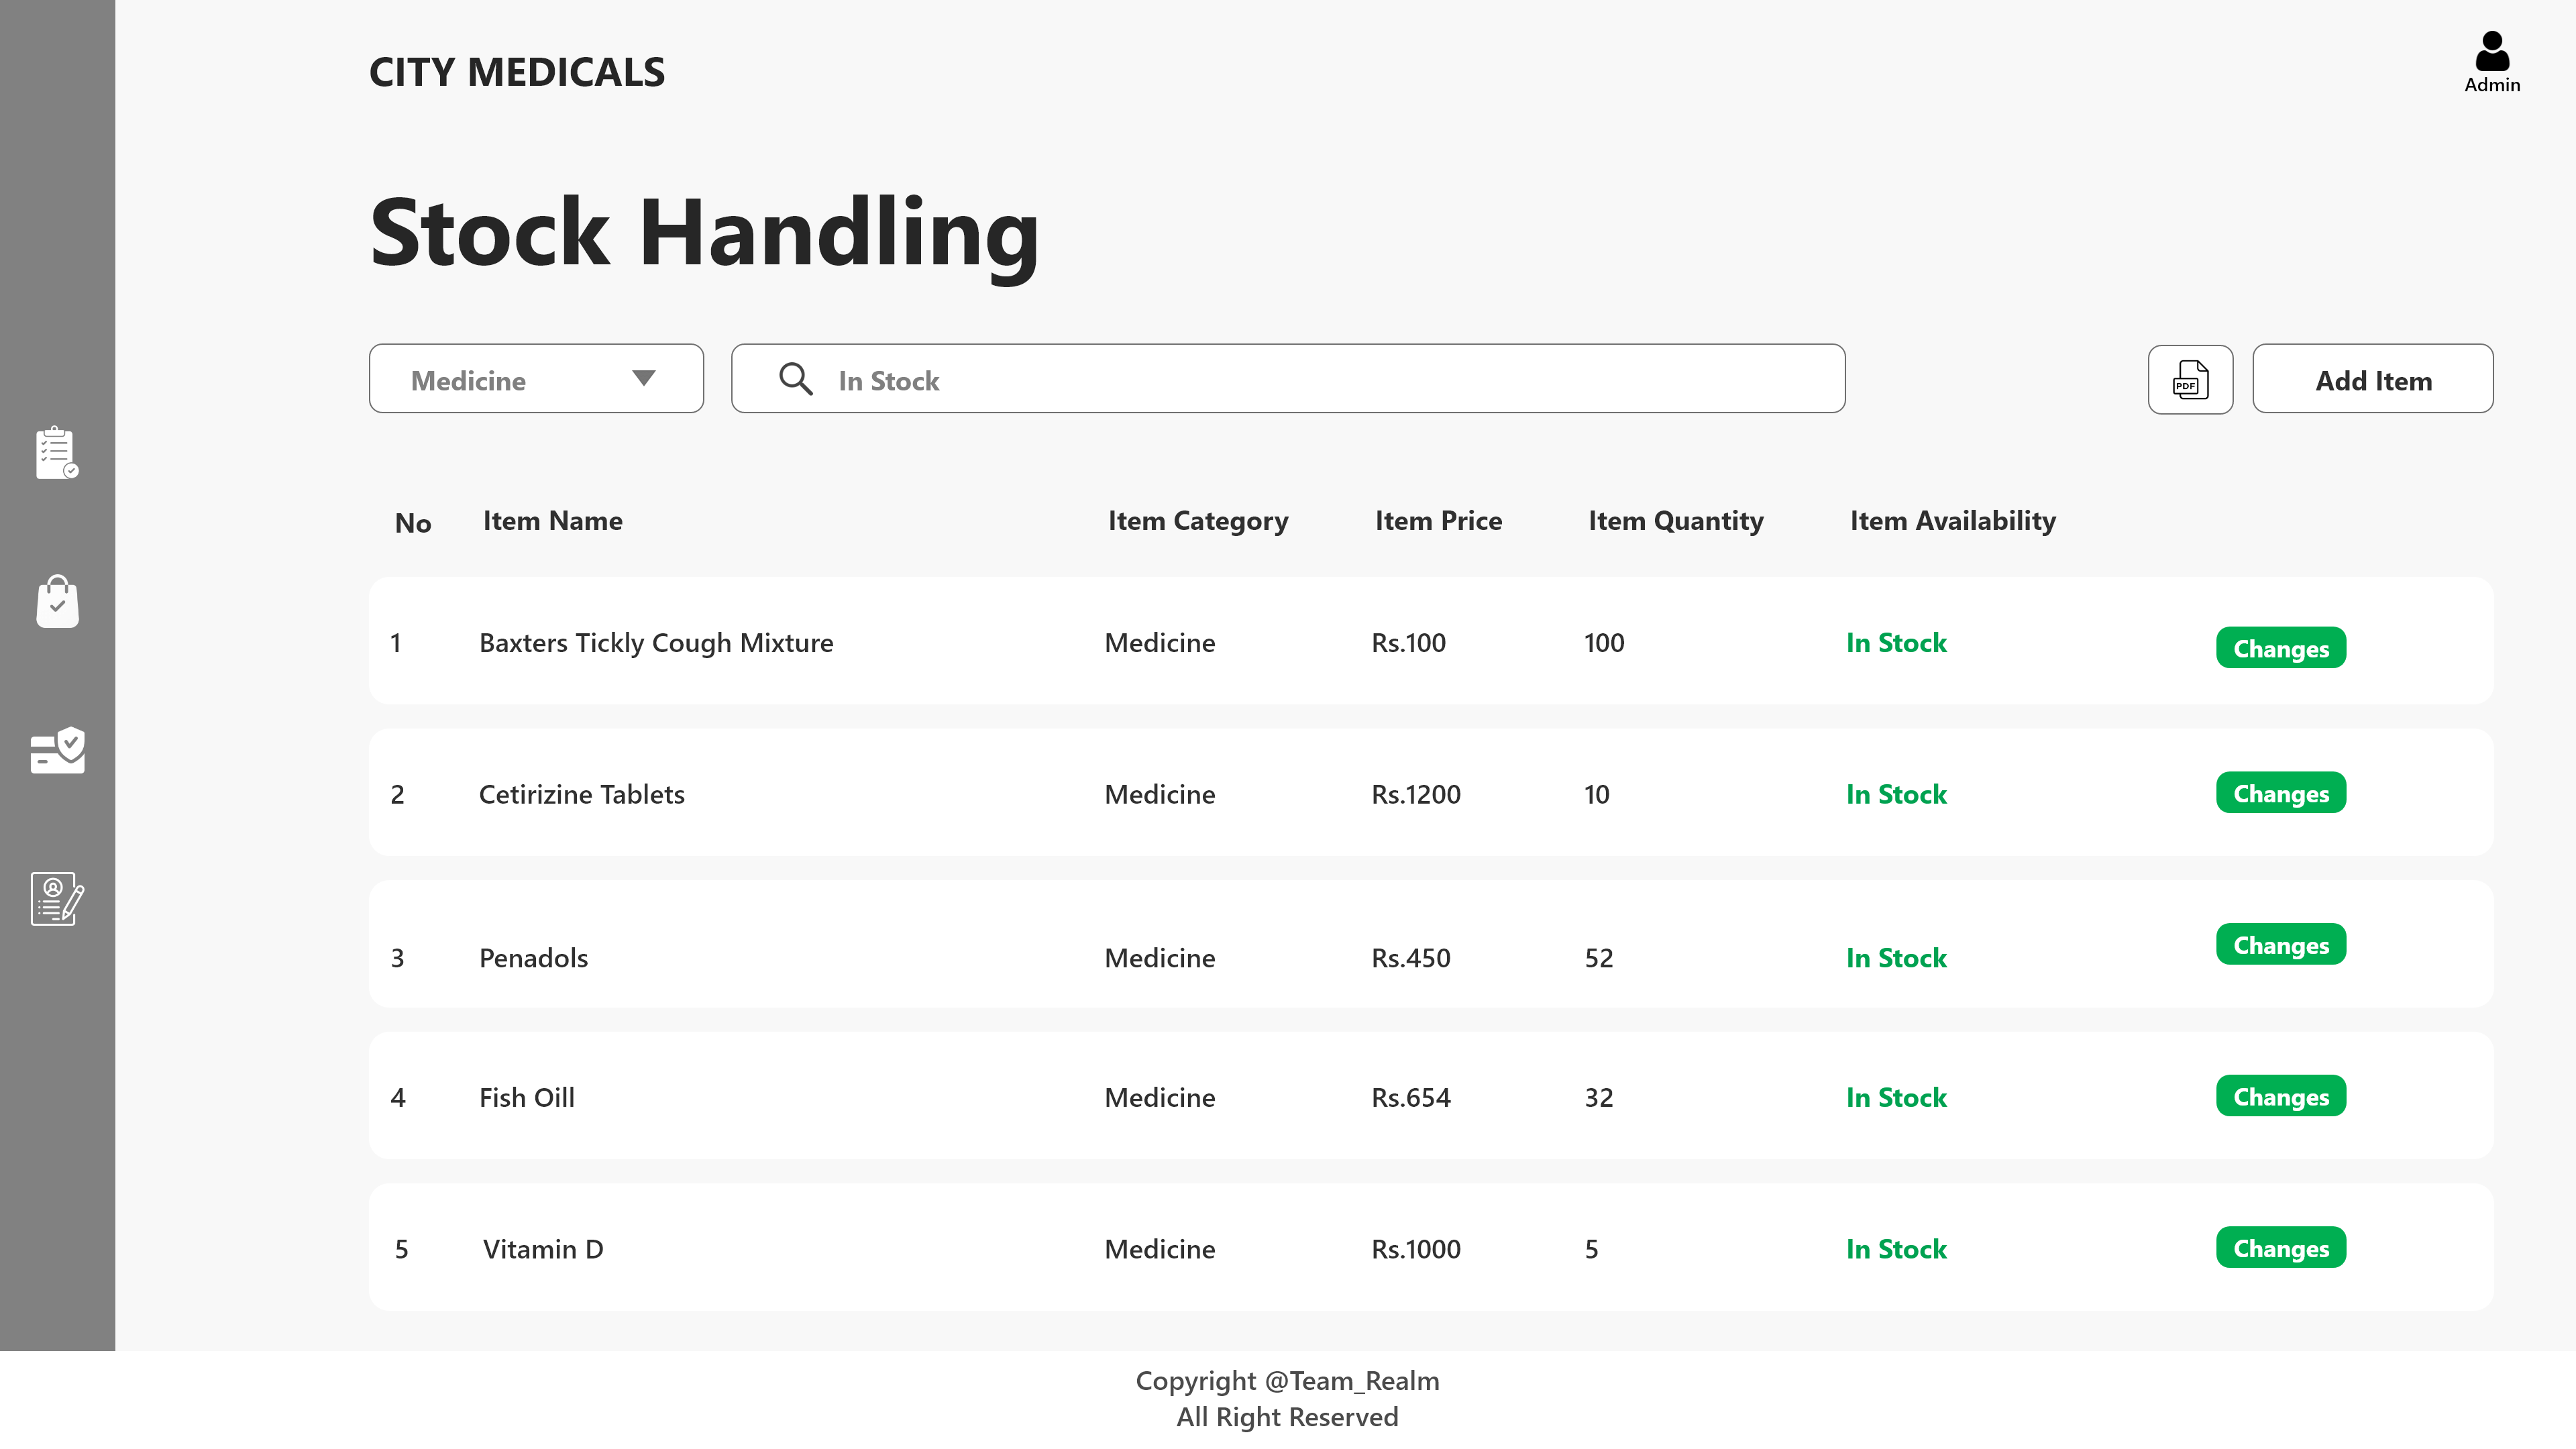 CITY MEDICALS
Admin
Stock Handling
Medicine In Stock PDF Add Item
No Item Name Item Category Item Price Item Quantity Item Availability
1 Baxters Tickly Cough Mixture Medicine Rs.100 100 In Stock Changes
2 Cetirizine Tablets Medicine Rs.1200 10 In Stock Changes
3 Penadols Medicine Rs.450 52 In Stock Changes
4 Fish Oill Medicine Rs.654 32 In Stock Changes
5 Vitamin D Medicine Rs.1000 5 In Stock Changes
Copyright @Team_Realm
All Right Reserved